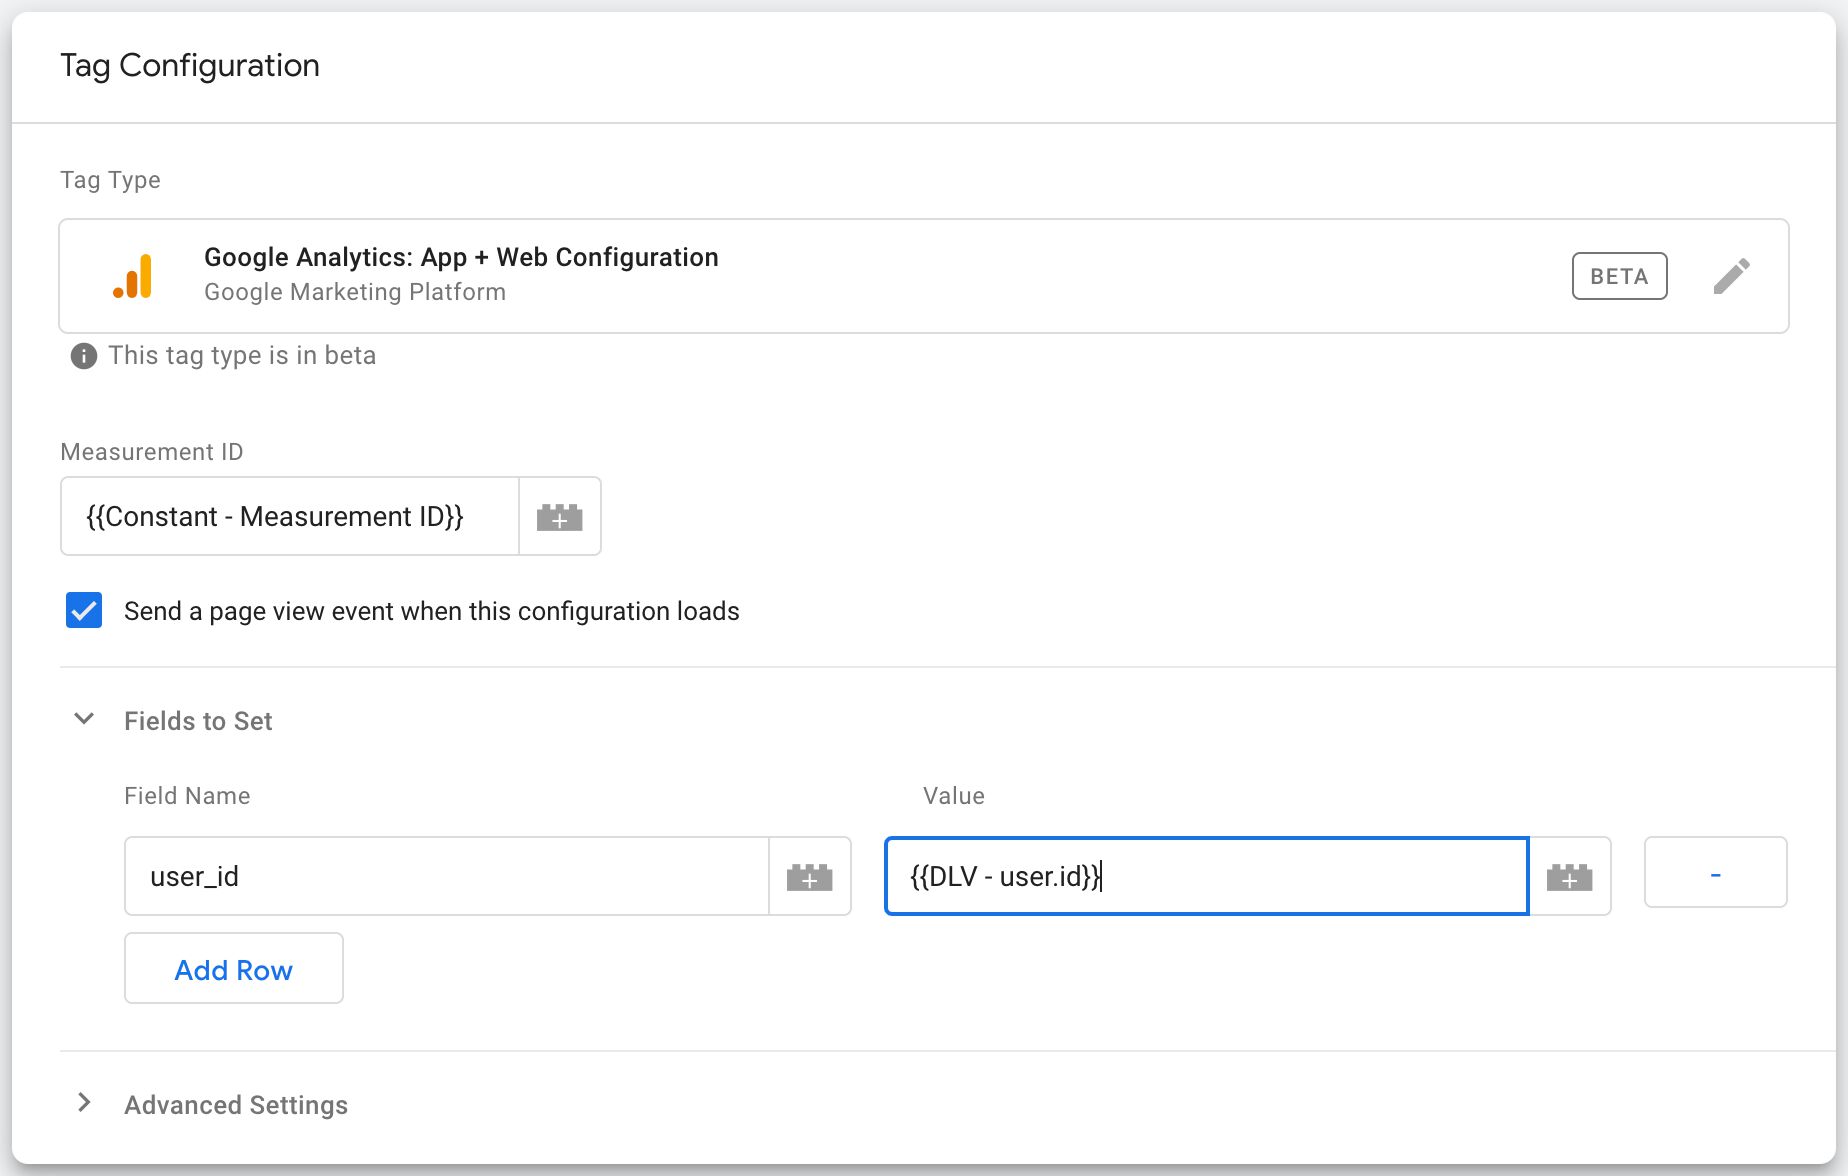 Tag Configuration
Tag Type
Google Analytics: App + Web Configuration
Google Marketing Platform
BETA
This tag type is in beta
Measurement ID
{{Constant - Measurement ID}}
Send a page view event when this configuration loads
Fields to Set
Field Name
Value
user_id
{{DLV - user.id}}
-
Add Row
Advanced Settings